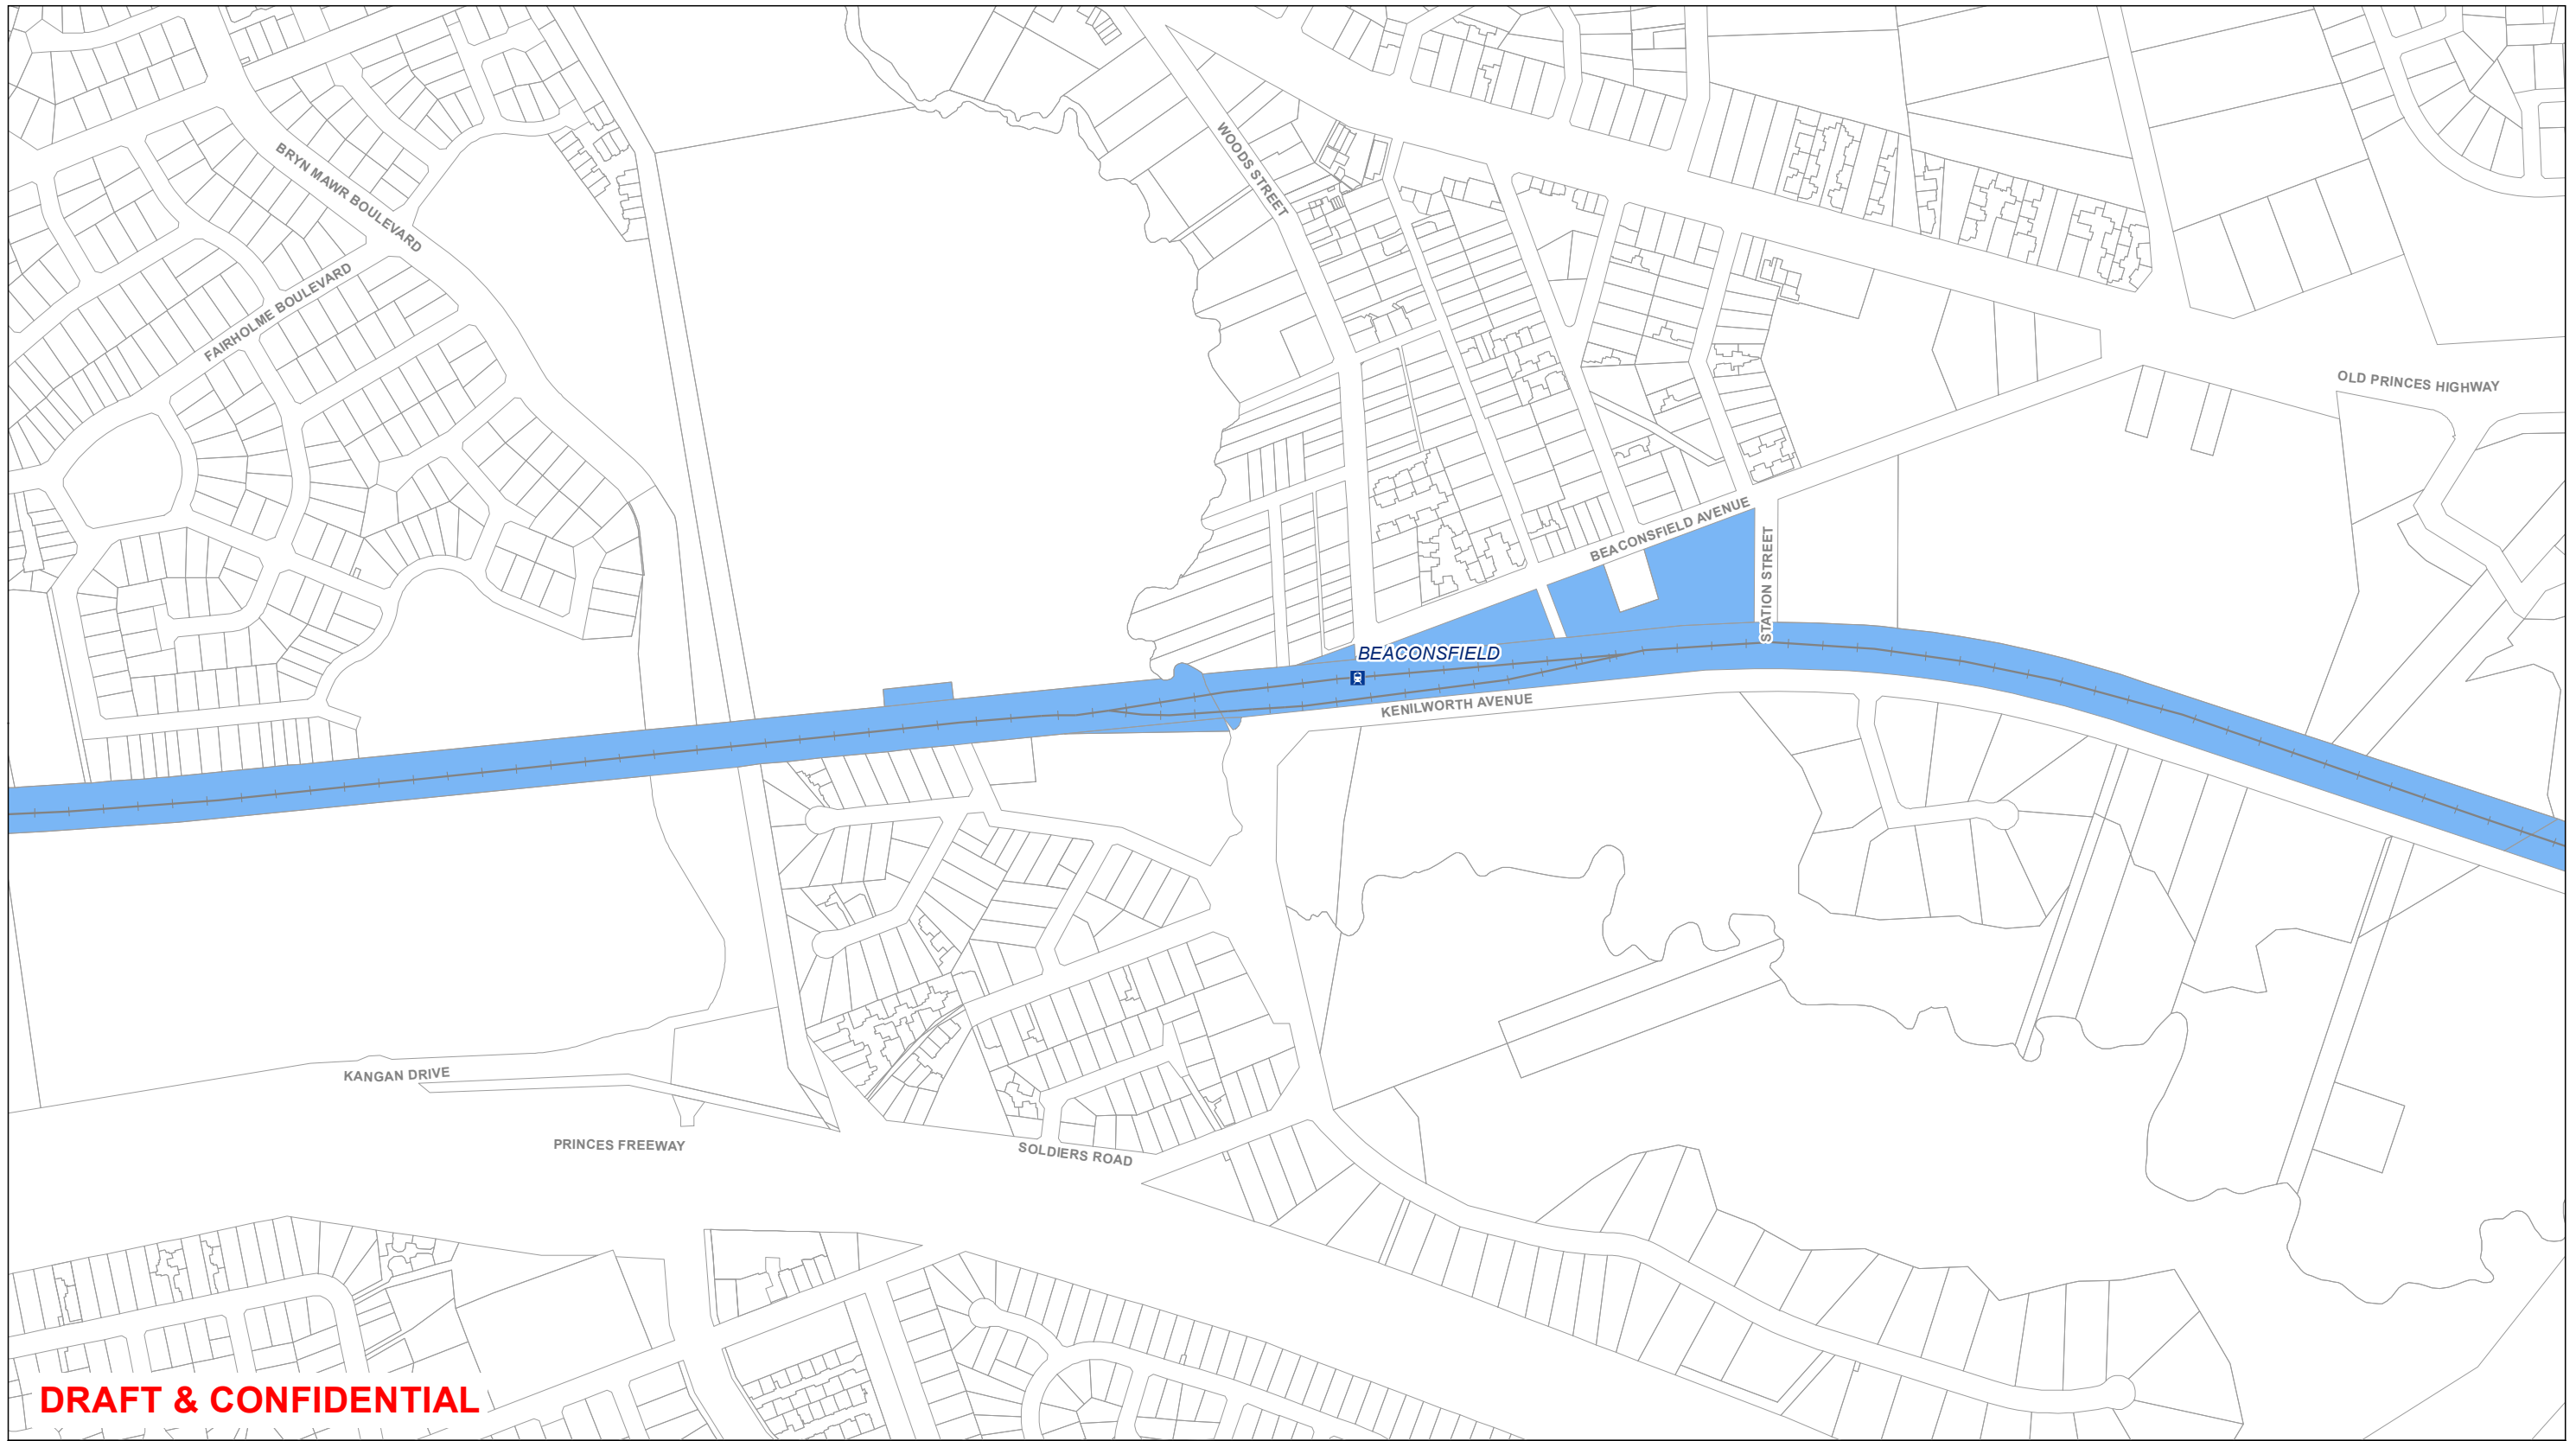 WOODS STREET
BRYN MAWR BOULEVARD
FAIRHOLME BOULEVARD
OLD PRINCES HIGHWAY
BEACONSFIELD AVENUE
STATION STREET
BEACONSFIELD
KENILWORTH AVENUE
KANGAN DRIVE
PRINCES FREEWAY
SOLDIERS ROAD
DRAFT & CONFIDENTIAL